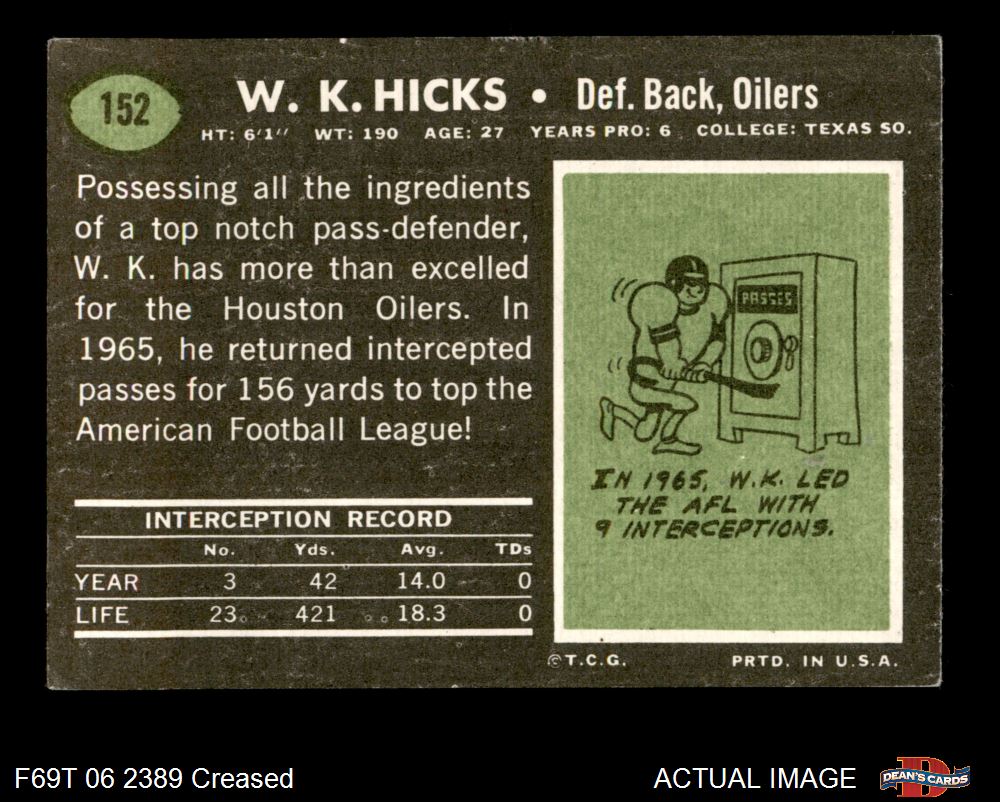 152
W. K. HICKS • Def. Back, Oilers
HT: 6'1" WT: 190 AGE: 27 YEARS PRO: 6 COLLEGE: TEXAS SO.
Possessing all the ingredients
of a top notch pass-defender,
W. K. has more than excelled
for the Houston Oilers. In
1965, he returned intercepted
passes for 156 yards to top the
American Football League!
INTERCEPTION RECORD
No. Yds. Avg. TDs
YEAR 3 42 14.0 0
LIFE 23 421 18.3 0
PASSES
IN 1965, W.K. LED
THE AFL WITH
9 INTERCEPTIONS.
©T.C.G. PRTD. IN U.S.A.
F69T 06 2389 Creased
ACTUAL IMAGE
DEAN'S CARDS